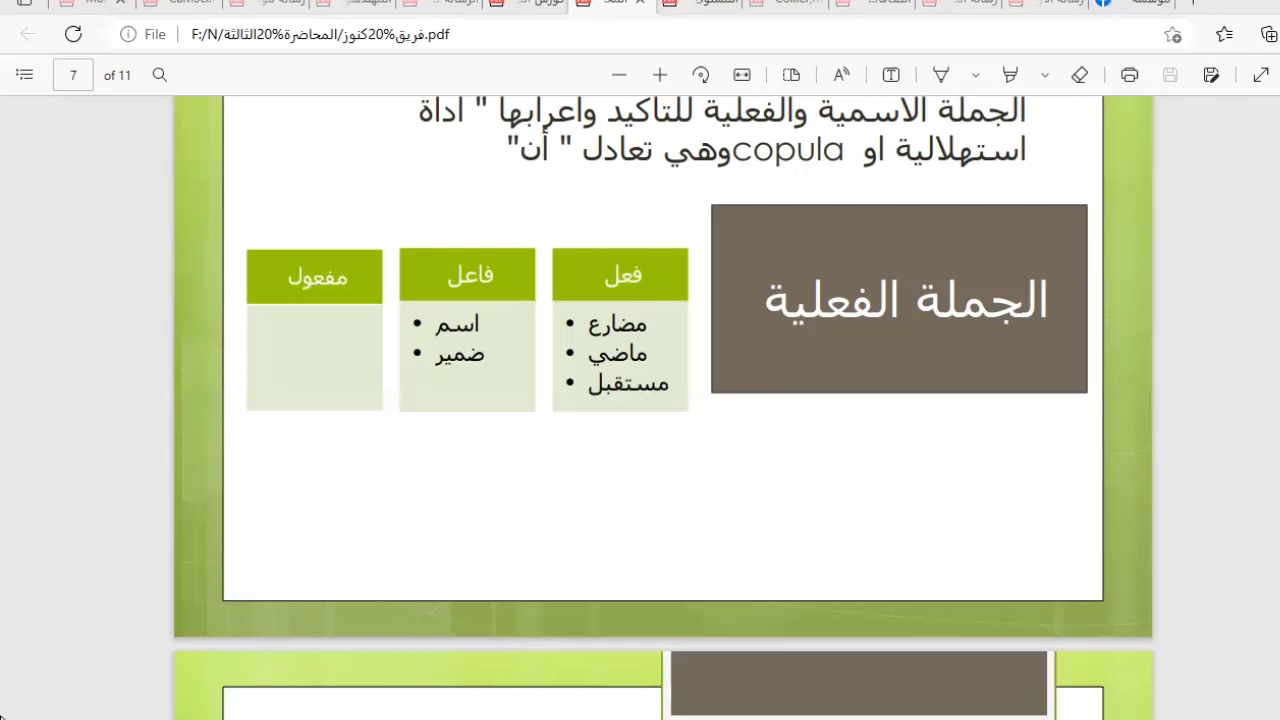 File
F:/N/فريق%20كنوز/المحاضرة%20الثالثة.pdf
7 of 11
الجملة الاسمية والفعلية للتأكيد واعرابها " اداة
استهلالية او copulaوهي تعادل " أن"
الجملة الفعلية
فعل
مضارع
ماضي
مستقبل
فاعل
اسم
ضمير
مفعول